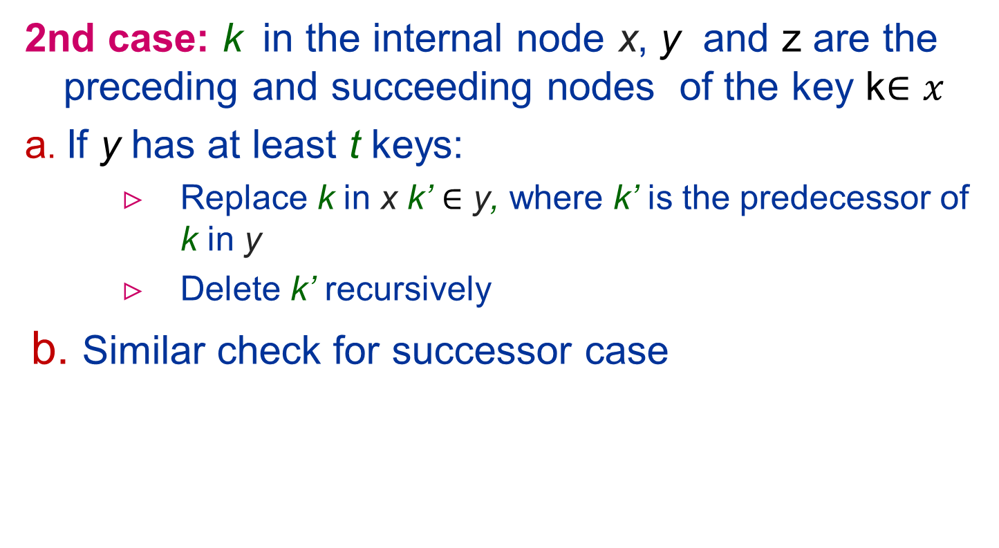 2nd case: k in the internal node x, y and z are the
preceding and succeeding nodes of the key k∈ 𝑥
a. If y has at least t keys:
▹ Replace k in x k’ ∈ y, where k’ is the predecessor of
k in y
▹ Delete k’ recursively
b. Similar check for successor case